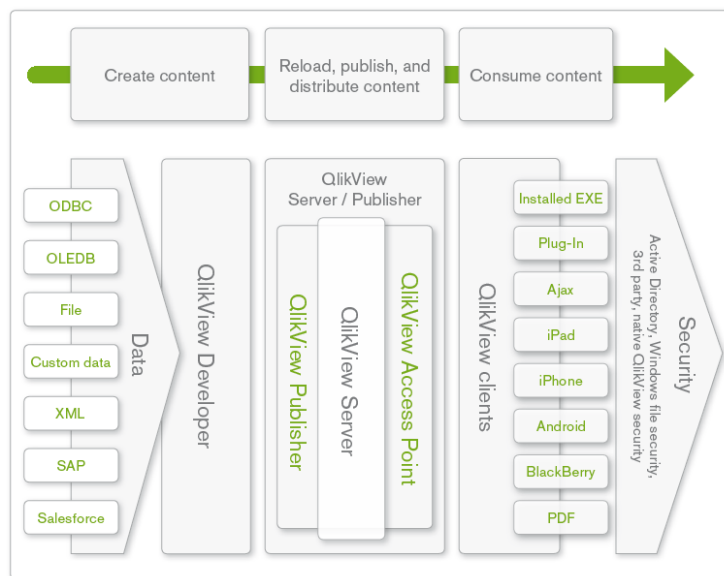 Create content
Reload, publish, and
distribute content
Consume content
ODBC
OLEDB
File
Custom data
XML
SAP
Salesforce
Data
QlikView Developer
QlikView
Server / Publisher
QlikView Publisher
QlikView Server
QlikView Access Point
QlikView clients
Installed EXE
Plug-In
Ajax
iPad
iPhone
Android
BlackBerry
PDF
Security
Active Directory, Windows file security,
3rd party, native QlikView security